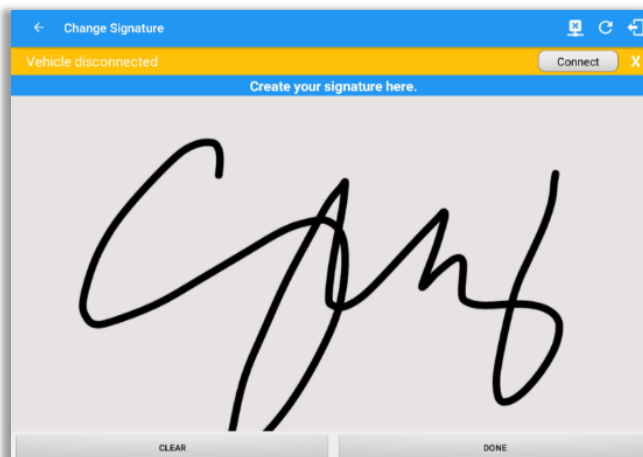 Change Signature
Vehicle disconnected
Connect
X
Create your signature here.
CLEAR
DONE